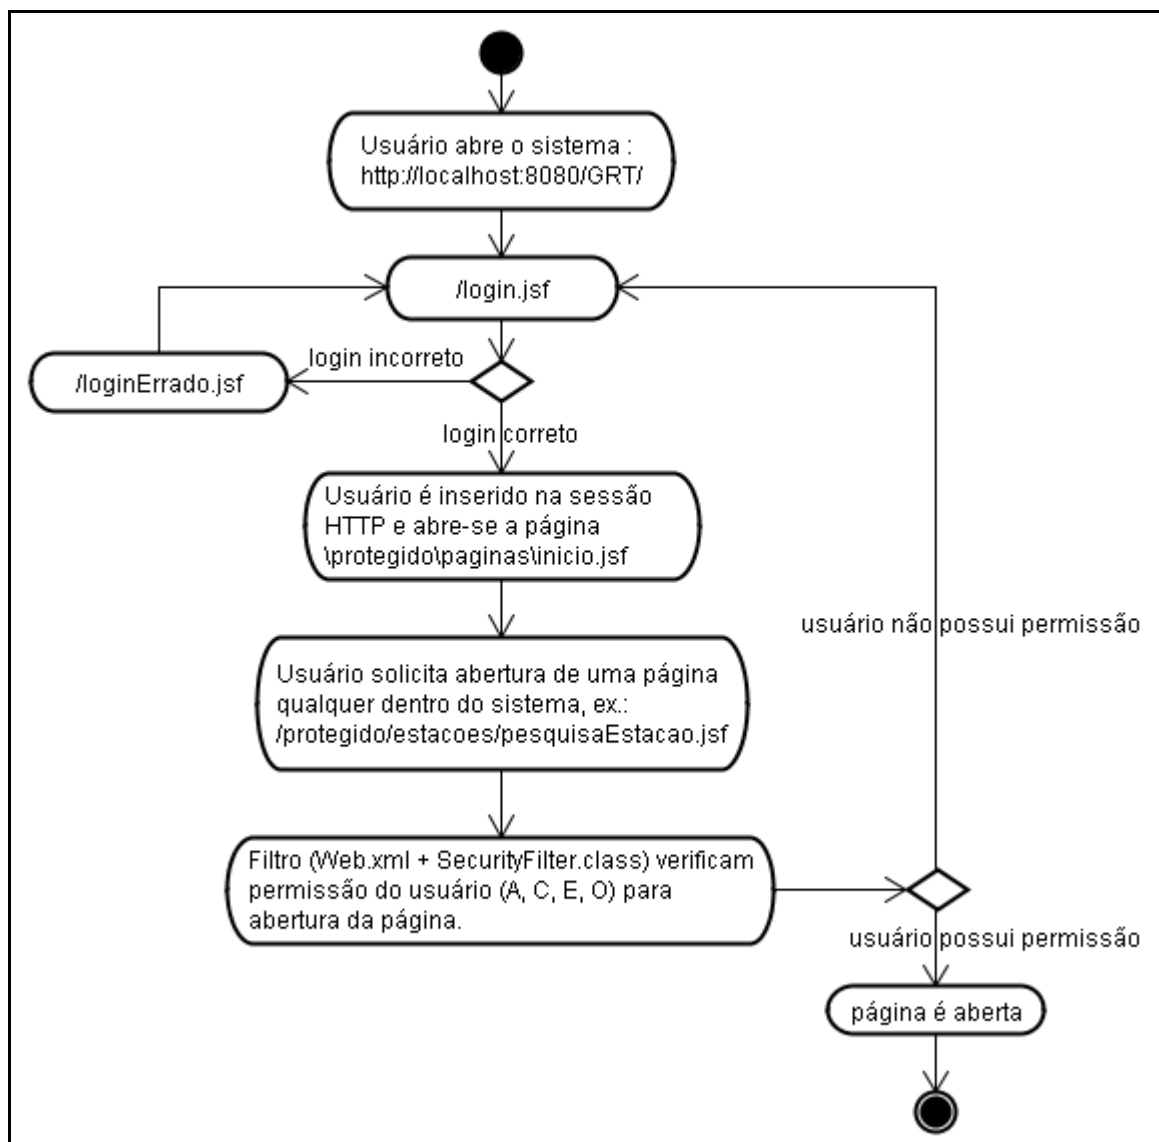 Usuário abre o sistema :
http://localhost:8080/GRT/
/login.jsf
login incorreto
/loginErrado.jsf
login correto
Usuário é inserido na sessão
HTTP e abre-se a página
\protegido\paginas\inicio.jsf
usuário não possui permissão
Usuário solicita abertura de uma página
qualquer dentro do sistema, ex.:
/protegido/estacoes/pesquisaEstacao.jsf
Filtro (Web.xml + SecurityFilter.class) verificam
permissão do usuário (A, C, E, O) para
abertura da página.
usuário possui permissão
página é aberta